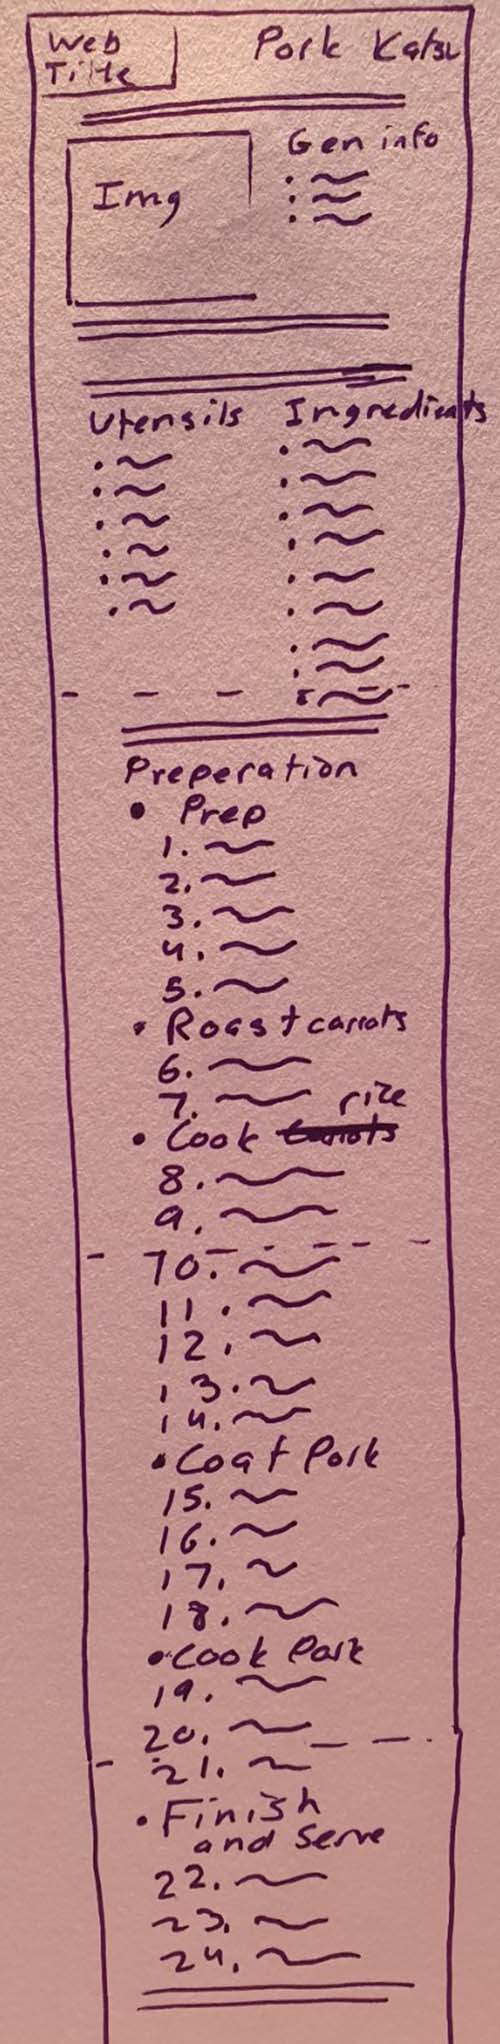 Web
Title
Pork Katsu
Img
Gen info
Utensils
Ingredients
Preperation
• Prep
1.
2.
3.
4.
5.
• Roast carrots
6.
7.
rice
• Cook carrots
8.
9.
10.
11.
12.
13.
14.
• Coat Pork
15.
16.
17.
18.
• Cook Pork
19.
20.
21.
• Finish
and Serve
22.
23.
24.